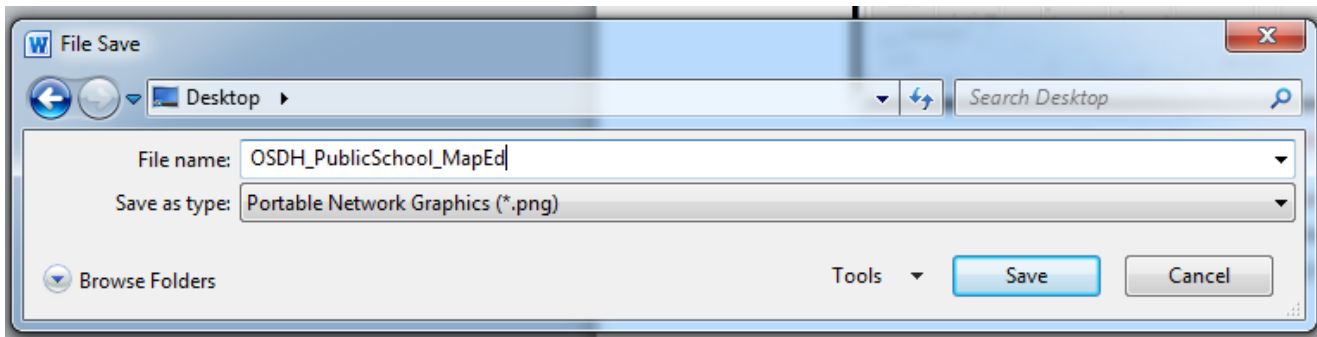 W File Save
Desktop
Search Desktop
File name: OSDH_PublicSchool_MapEd
Save as type: Portable Network Graphics (*.png)
Browse Folders
Tools
Save
Cancel